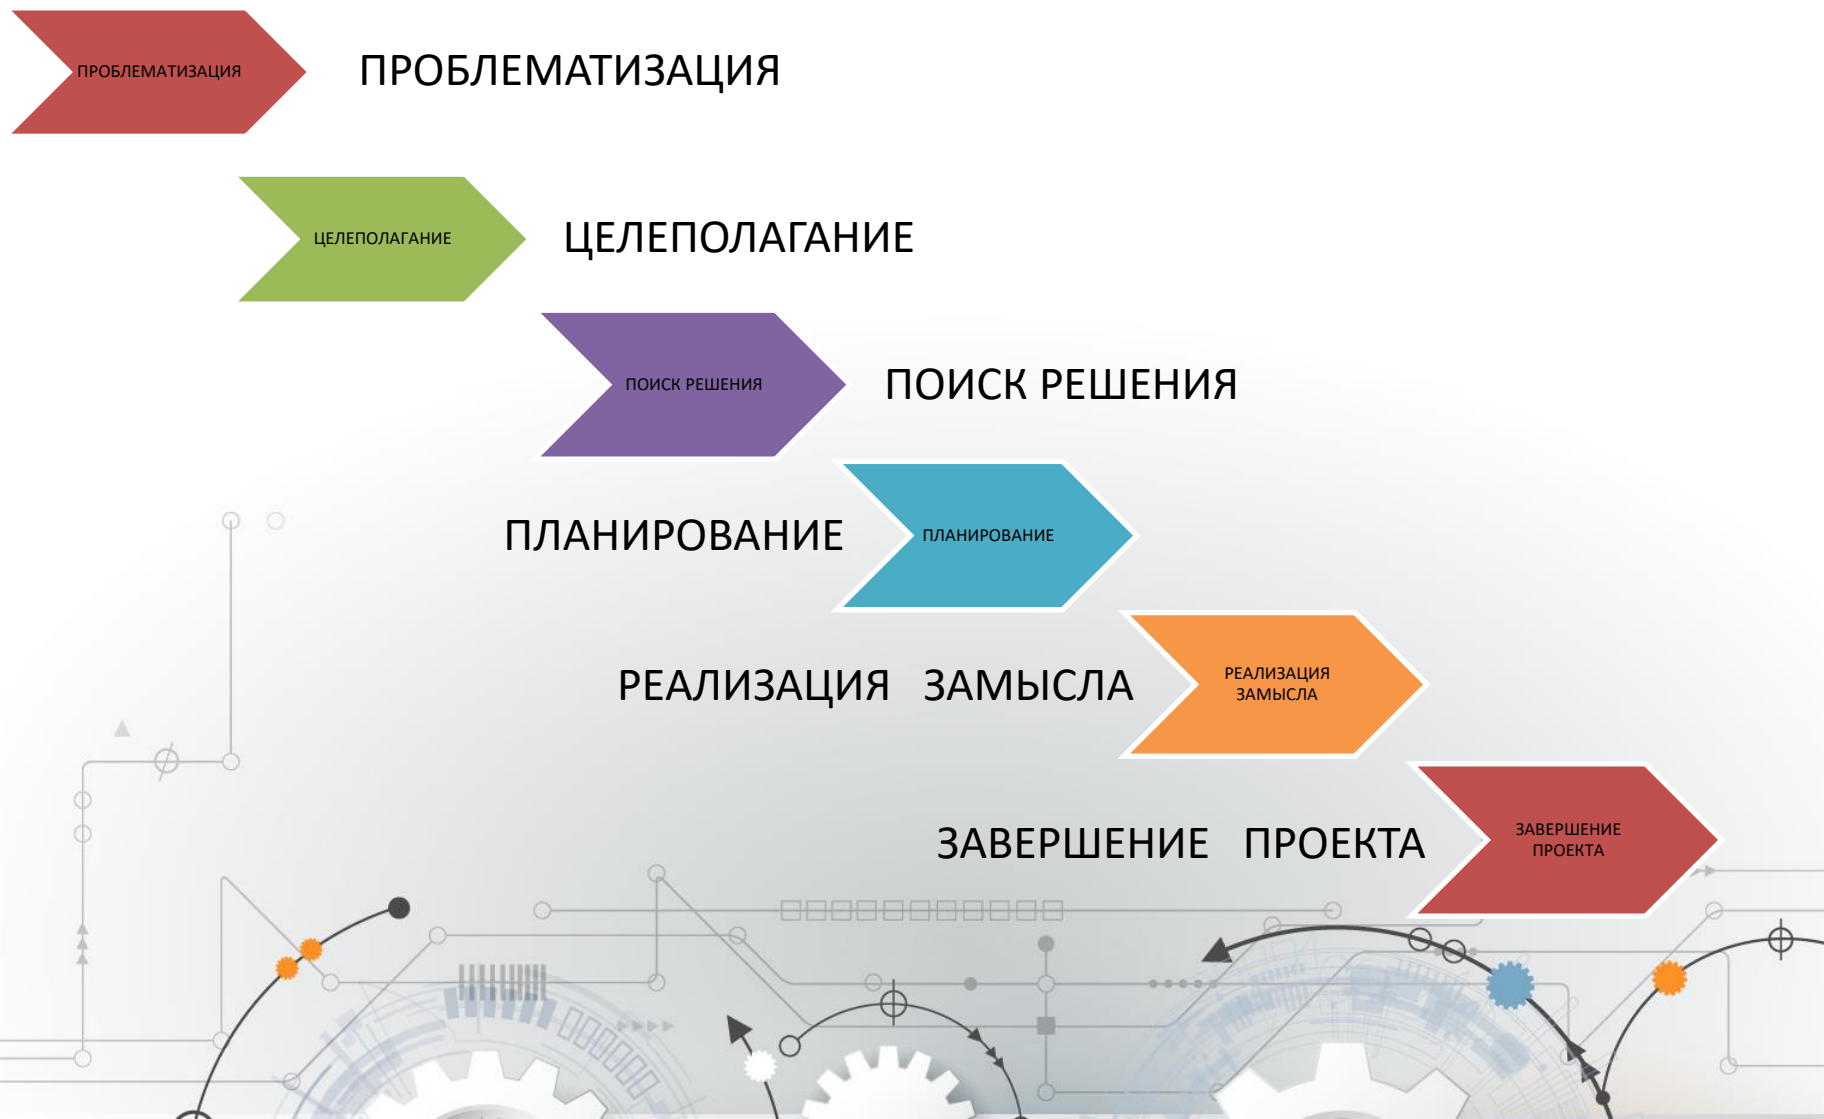 ПРОБЛЕМАТИЗАЦИЯ
ПРОБЛЕМАТИЗАЦИЯ
ЦЕЛЕПОЛАГАНИЕ
ЦЕЛЕПОЛАГАНИЕ
ПОИСК РЕШЕНИЯ
ПОИСК РЕШЕНИЯ
ПЛАНИРОВАНИЕ
ПЛАНИРОВАНИЕ
РЕАЛИЗАЦИЯ ЗАМЫСЛА
РЕАЛИЗАЦИЯ
ЗАМЫСЛА
ЗАВЕРШЕНИЕ ПРОЕКТА
ЗАВЕРШЕНИЕ
ПРОЕКТА